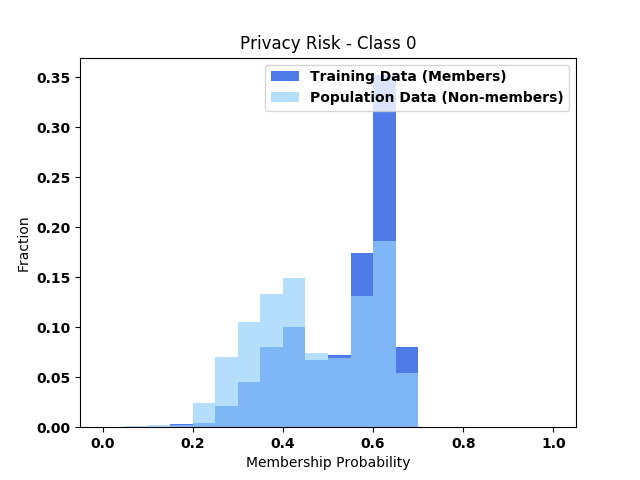 Privacy Risk - Class 0
Training Data (Members)
Population Data (Non-members)
0.35
0.30
0.25
0.20
0.15
0.10
0.05
0.00
Fraction
0.0 0.2 0.4 0.6 0.8 1.0
Membership Probability